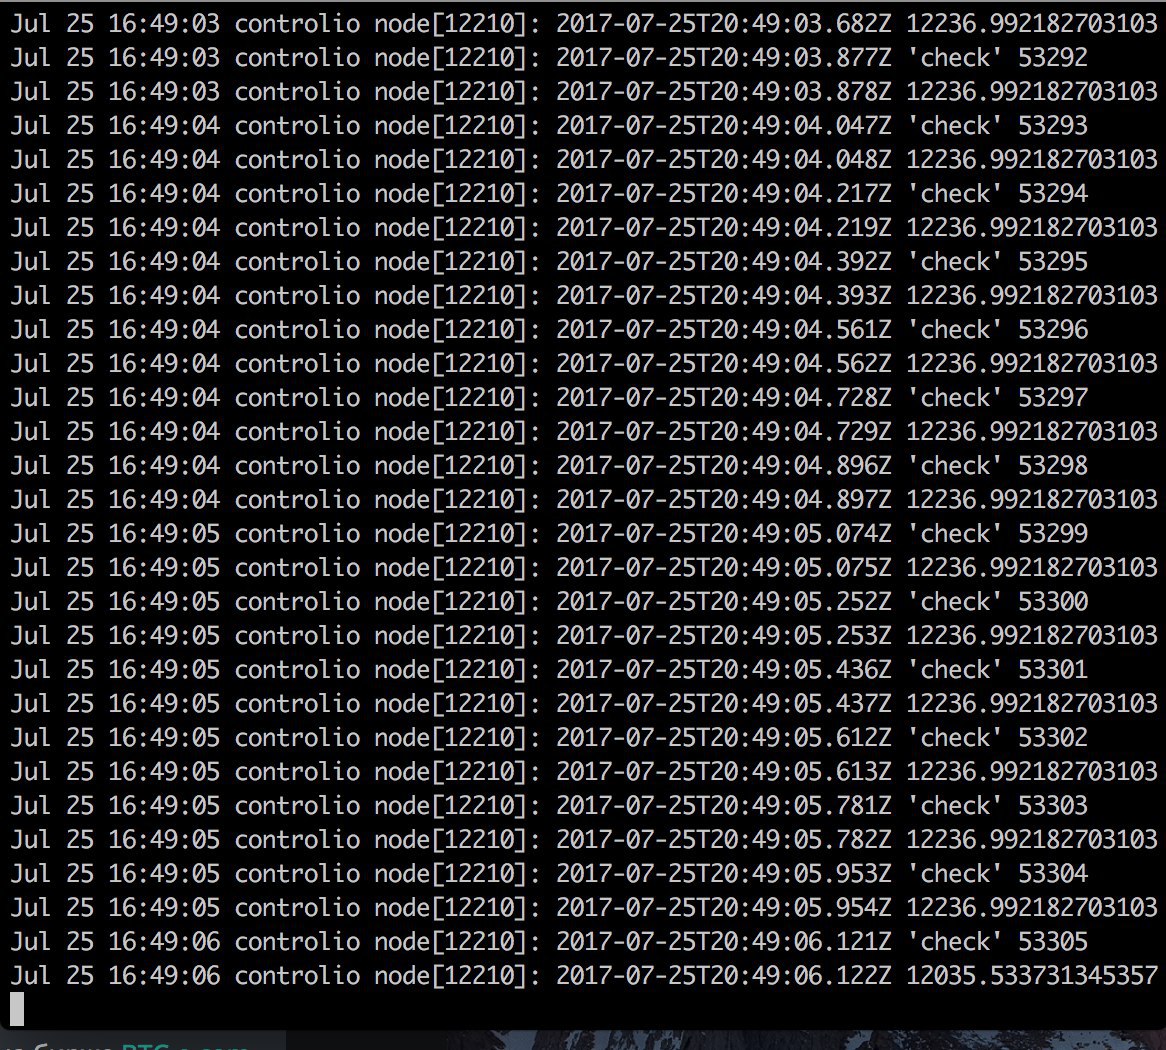 Jul 25 16:49:03 controlio node[12210]: 2017-07-25T20:49:03.682Z 12236.992182703103
Jul 25 16:49:03 controlio node[12210]: 2017-07-25T20:49:03.877Z 'check' 53292
Jul 25 16:49:03 controlio node[12210]: 2017-07-25T20:49:03.878Z 12236.992182703103
Jul 25 16:49:04 controlio node[12210]: 2017-07-25T20:49:04.047Z 'check' 53293
Jul 25 16:49:04 controlio node[12210]: 2017-07-25T20:49:04.048Z 12236.992182703103
Jul 25 16:49:04 controlio node[12210]: 2017-07-25T20:49:04.217Z 'check' 53294
Jul 25 16:49:04 controlio node[12210]: 2017-07-25T20:49:04.219Z 12236.992182703103
Jul 25 16:49:04 controlio node[12210]: 2017-07-25T20:49:04.392Z 'check' 53295
Jul 25 16:49:04 controlio node[12210]: 2017-07-25T20:49:04.393Z 12236.992182703103
Jul 25 16:49:04 controlio node[12210]: 2017-07-25T20:49:04.561Z 'check' 53296
Jul 25 16:49:04 controlio node[12210]: 2017-07-25T20:49:04.562Z 12236.992182703103
Jul 25 16:49:04 controlio node[12210]: 2017-07-25T20:49:04.728Z 'check' 53297
Jul 25 16:49:04 controlio node[12210]: 2017-07-25T20:49:04.729Z 12236.992182703103
Jul 25 16:49:04 controlio node[12210]: 2017-07-25T20:49:04.896Z 'check' 53298
Jul 25 16:49:04 controlio node[12210]: 2017-07-25T20:49:04.897Z 12236.992182703103
Jul 25 16:49:05 controlio node[12210]: 2017-07-25T20:49:05.074Z 'check' 53299
Jul 25 16:49:05 controlio node[12210]: 2017-07-25T20:49:05.075Z 12236.992182703103
Jul 25 16:49:05 controlio node[12210]: 2017-07-25T20:49:05.252Z 'check' 53300
Jul 25 16:49:05 controlio node[12210]: 2017-07-25T20:49:05.253Z 12236.992182703103
Jul 25 16:49:05 controlio node[12210]: 2017-07-25T20:49:05.436Z 'check' 53301
Jul 25 16:49:05 controlio node[12210]: 2017-07-25T20:49:05.437Z 12236.992182703103
Jul 25 16:49:05 controlio node[12210]: 2017-07-25T20:49:05.612Z 'check' 53302
Jul 25 16:49:05 controlio node[12210]: 2017-07-25T20:49:05.613Z 12236.992182703103
Jul 25 16:49:05 controlio node[12210]: 2017-07-25T20:49:05.781Z 'check' 53303
Jul 25 16:49:05 controlio node[12210]: 2017-07-25T20:49:05.782Z 12236.992182703103
Jul 25 16:49:05 controlio node[12210]: 2017-07-25T20:49:05.953Z 'check' 53304
Jul 25 16:49:05 controlio node[12210]: 2017-07-25T20:49:05.954Z 12236.992182703103
Jul 25 16:49:06 controlio node[12210]: 2017-07-25T20:49:06.121Z 'check' 53305
Jul 25 16:49:06 controlio node[12210]: 2017-07-25T20:49:06.122Z 12035.533731345357